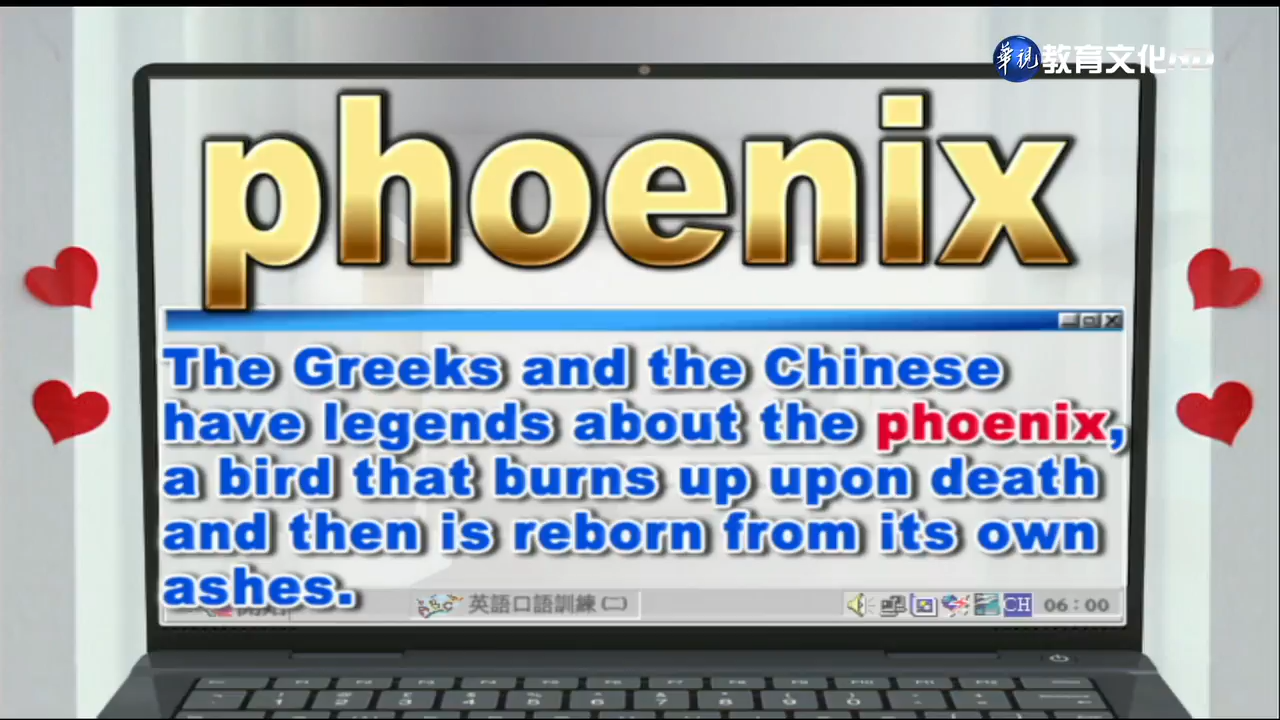 華視 教育文化HD
phoenix
The Greeks and the Chinese
have legends about the phoenix,
a bird that burns up upon death
and then is reborn from its own
ashes.
英語口語訓練(二)
CH
06:00